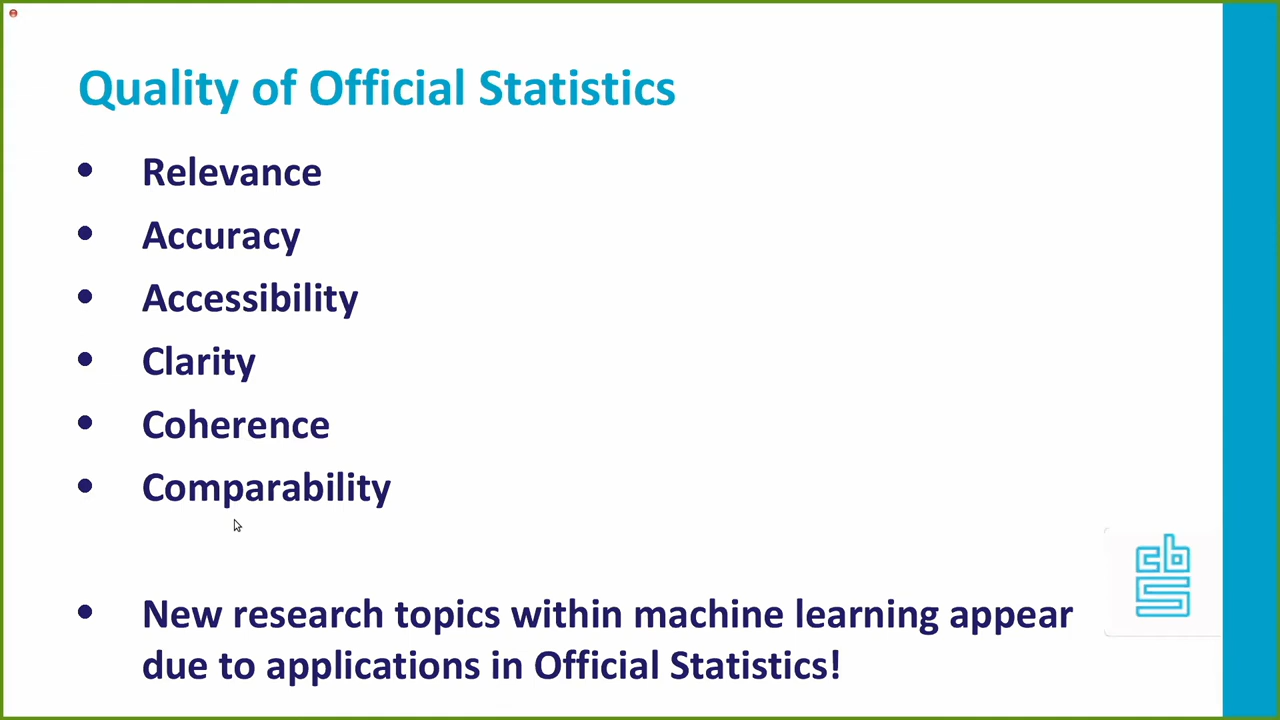 Quality of Official Statistics
• Relevance
• Accuracy
• Accessibility
• Clarity
• Coherence
• Comparability
• New research topics within machine learning appear
due to applications in Official Statistics!
cb
s